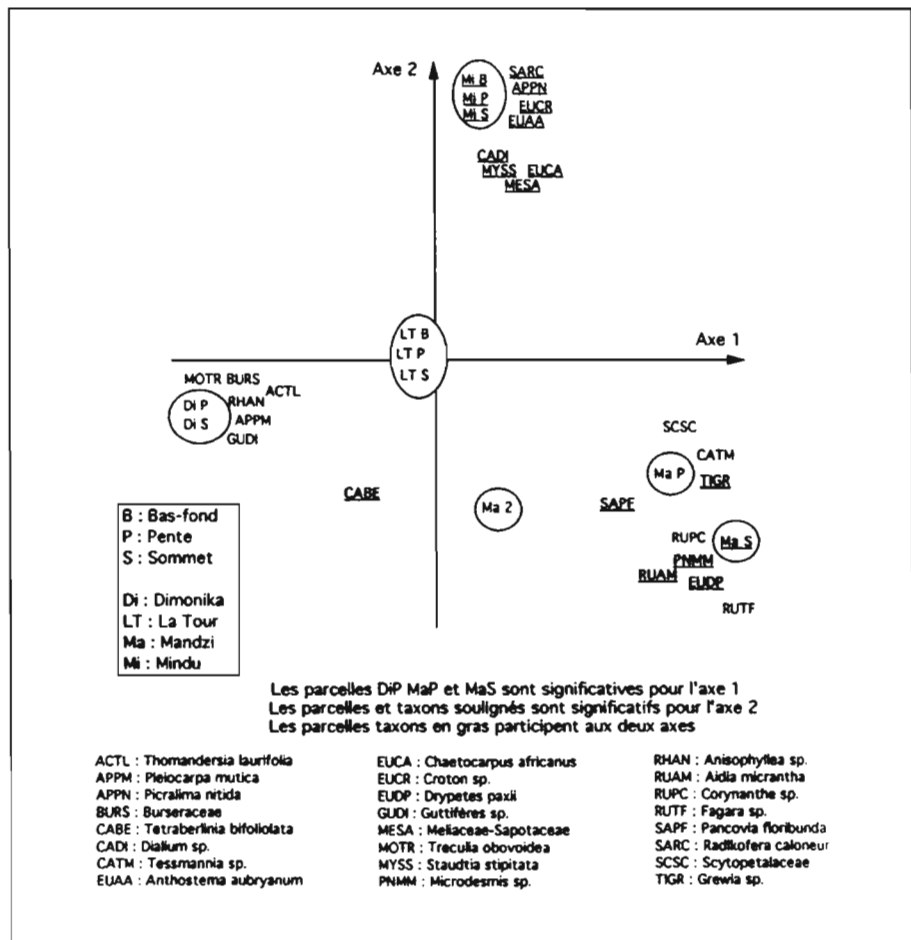 Axe 2
Mi B
Mi P
Mi S
SARC
APPN
EUCR
EUAA
CADI
MYSS EUCA
MESA
LT B
LT P
LT S
Axe 1
MOTR BURS
ACTL
Di P
Di S
RHAN
APPM
GUDI
CABE
Ma 2
SCSC
CATM
Ma P
TIGR
SAPF
RUPC
Ma S
PNMM
RUAM
EUDP
RUTF
B : Bas-fond
P : Pente
S : Sommet
Di : Dimonika
LT : La Tour
Ma : Mandzi
Mi : Mindu
Les parcelles DiP MaP et MaS sont significatives pour l'axe 1
Les parcelles et taxons soulignés sont significatifs pour l'axe 2
Les parcelles taxons en gras participent aux deux axes
ACTL : Thomandersia laurifolia
APPM : Pleiocarpa mutica
APPN : Picralima nitida
BURS : Burseraceae
CABE : Tetraberlinia bifoliolata
CADI : Dialium sp.
CATM : Tessmannia sp.
EUAA : Anthostema aubryanum
EUCA : Chaetocarpus africanus
EUCR : Croton sp.
EUDP : Drypetes paxii
GUDI : Guttifères sp.
MESA : Meliaceae-Sapotaceae
MOTR : Treculia obovoidea
MYSS : Staudtia stipitata
PNMM : Microdesmis sp.
RHAN : Anisophyllea sp.
RUAM : Aidia micrantha
RUPC : Corynanthe sp.
RUTF : Fagara sp.
SAPF : Pancovia floribunda
SARC : Radlkofera caloneur
SCSC : Scytopetalaceae
TIGR : Grewia sp.